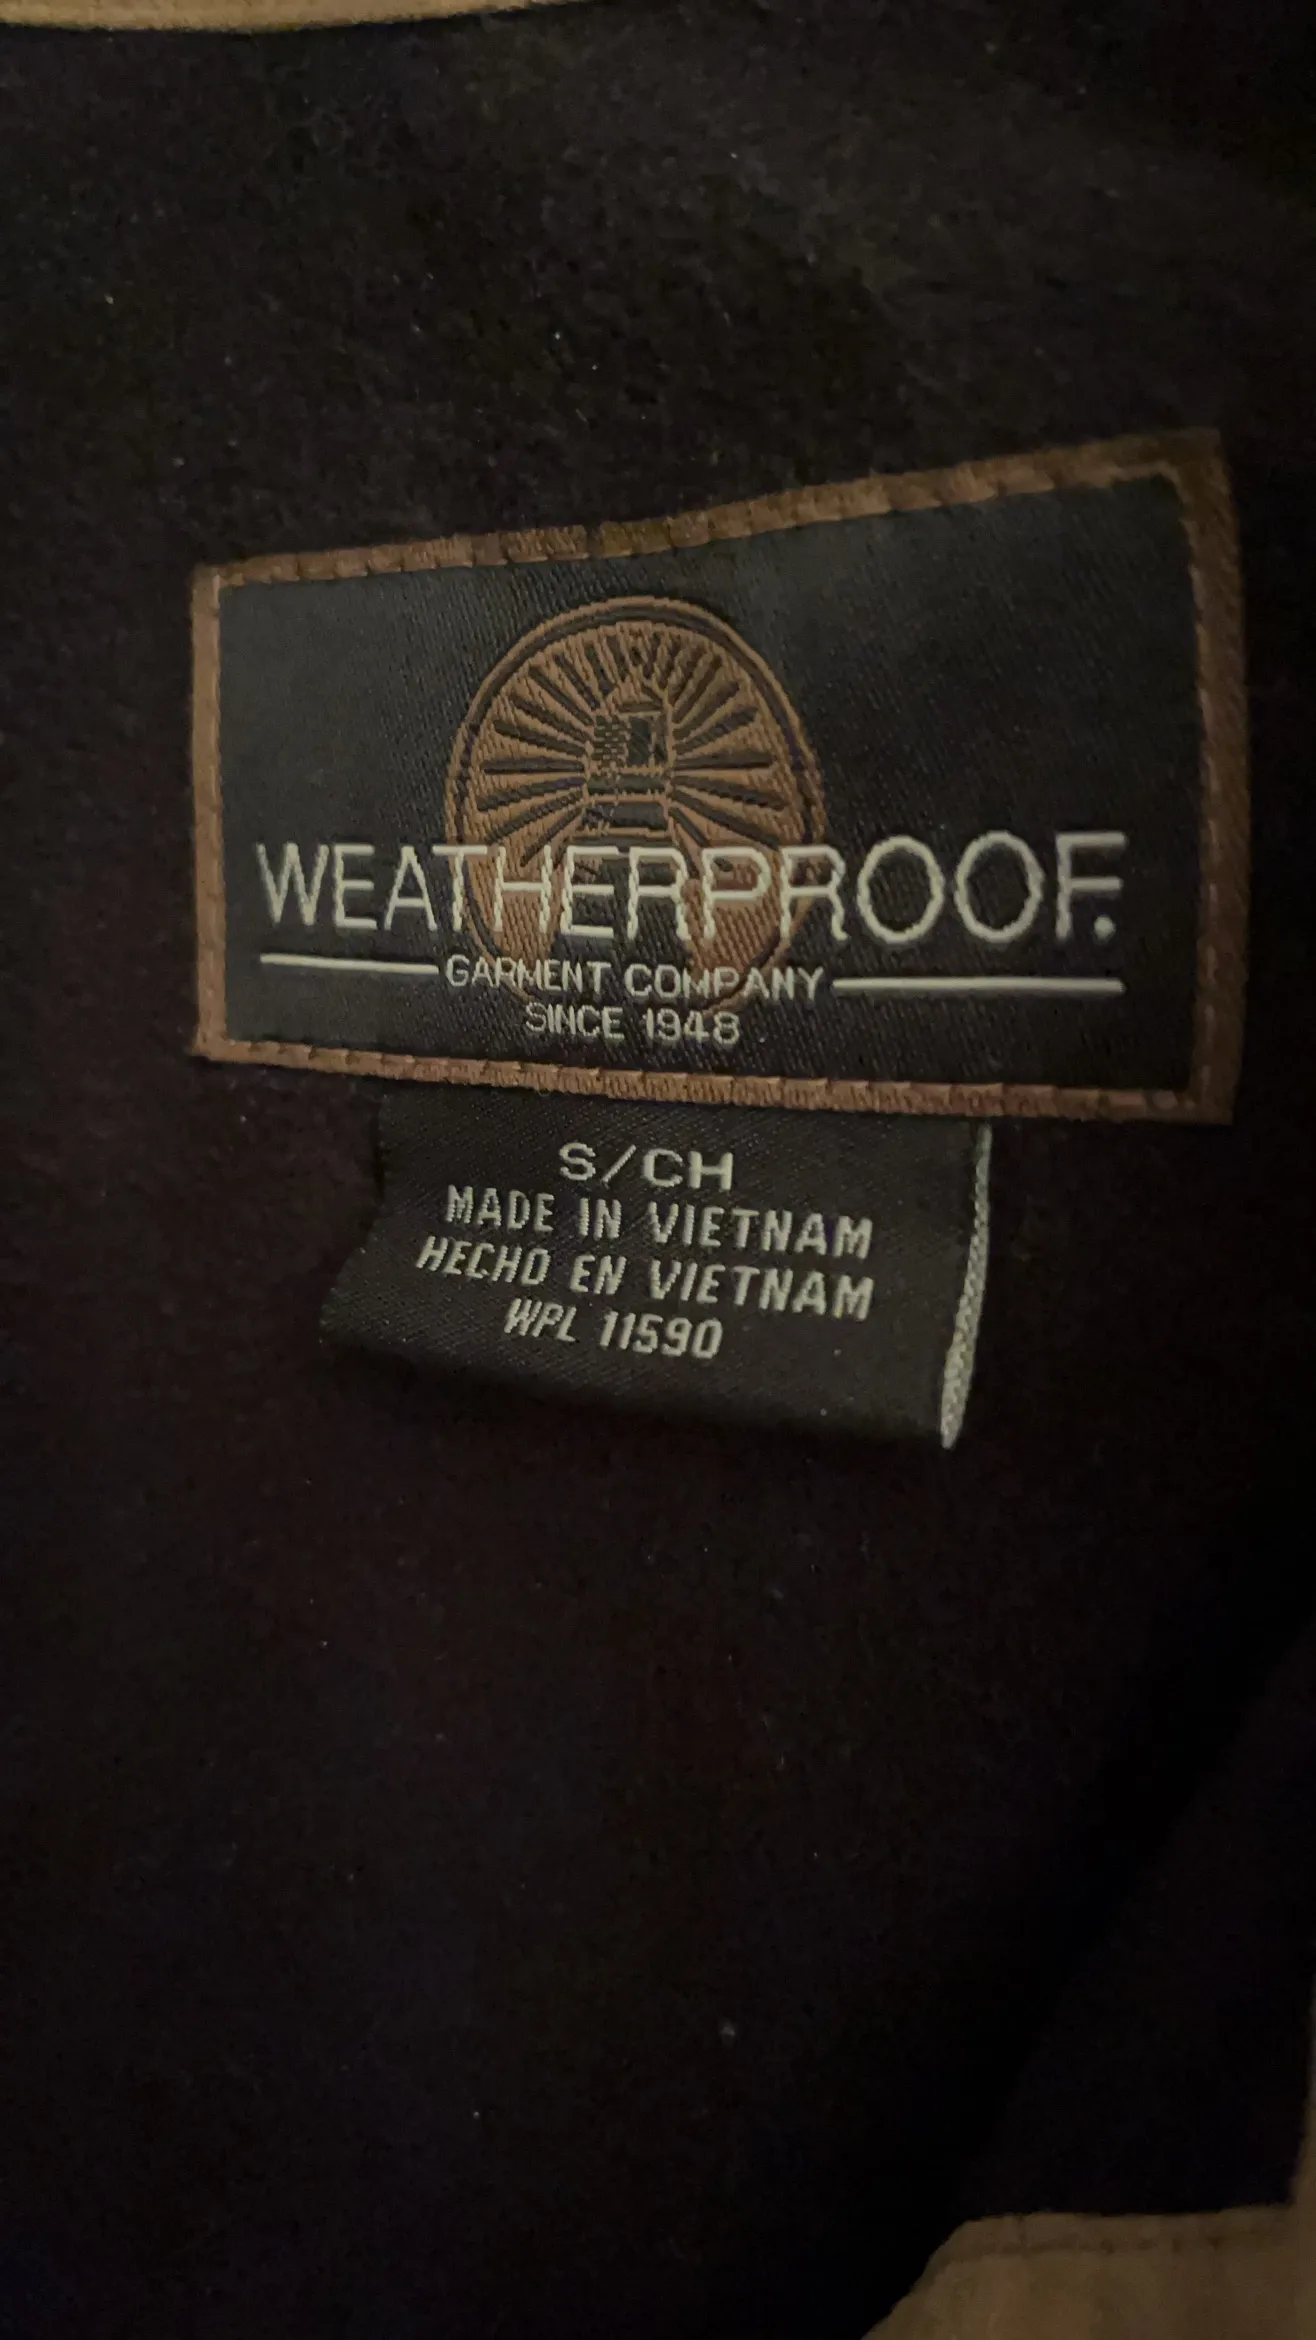 WEATHERPROOF.
GARMENT COMPANY
SINCE 1948
S/CH
MADE IN VIETNAM
HECHO EN VIETNAM
WPL 11590